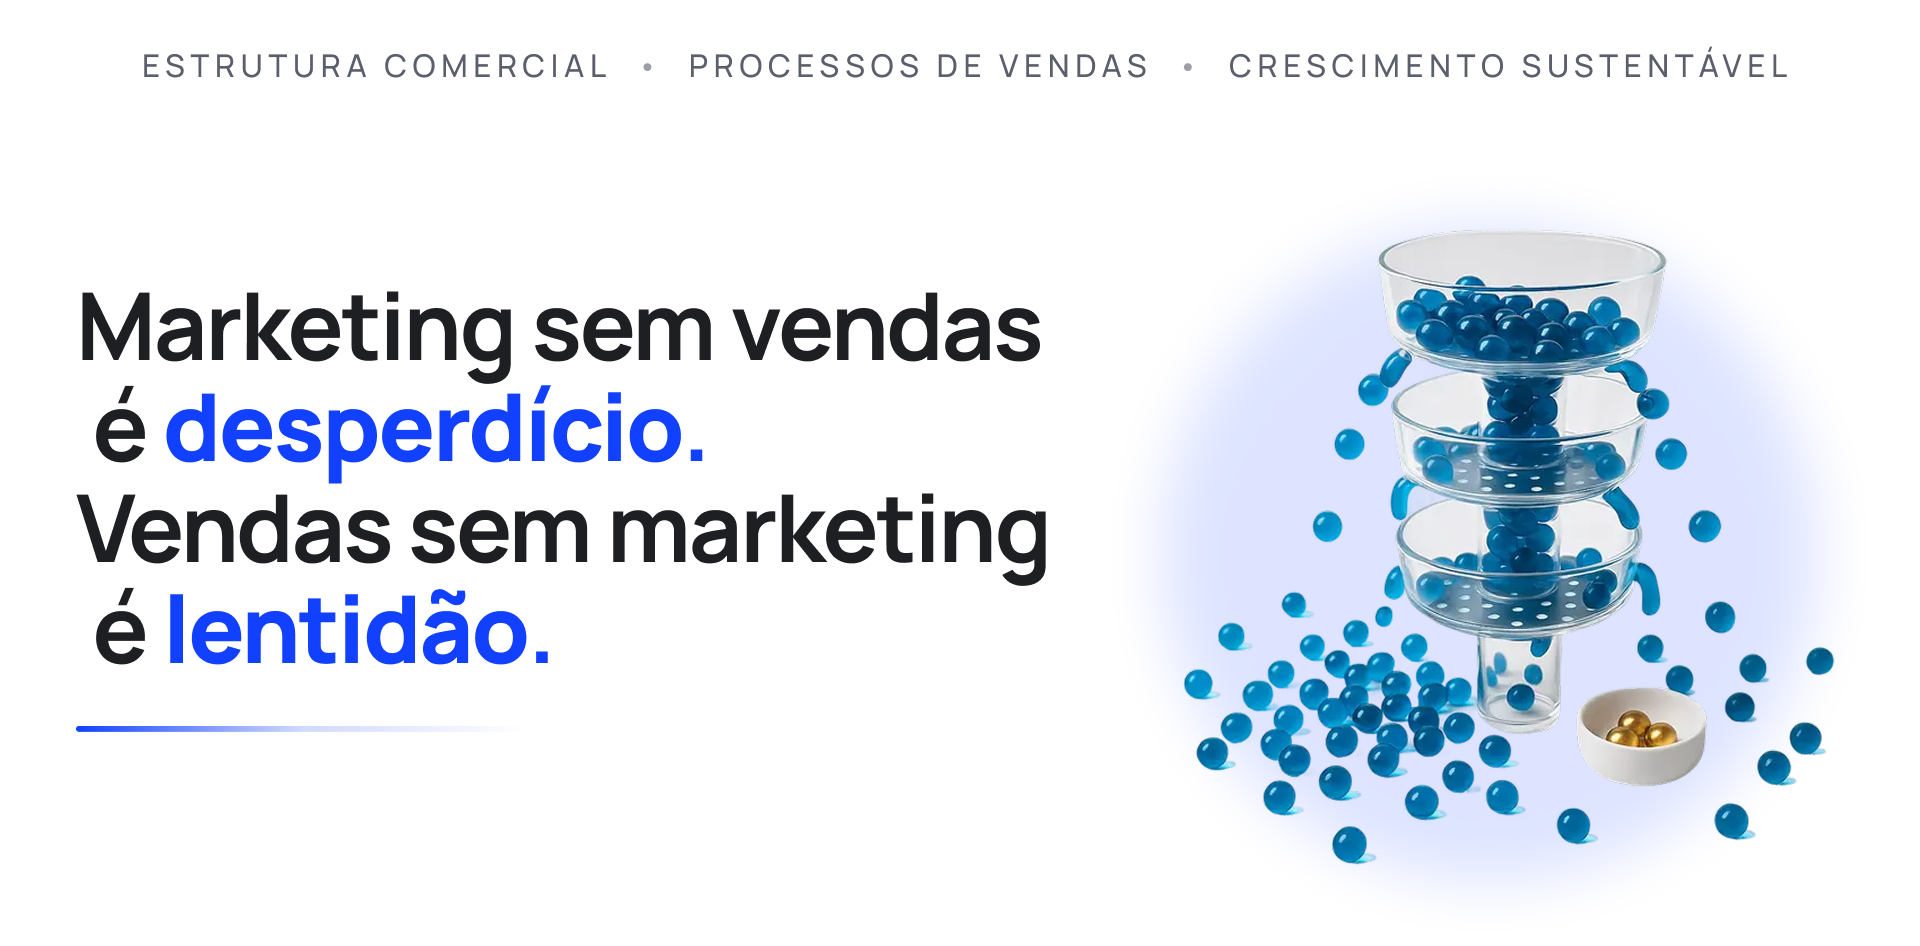 ESTRUTURA COMERCIAL • PROCESSOS DE VENDAS • CRESCIMENTO SUSTENTÁVEL
Marketing sem vendas
é desperdício.
Vendas sem marketing
é lentidão.